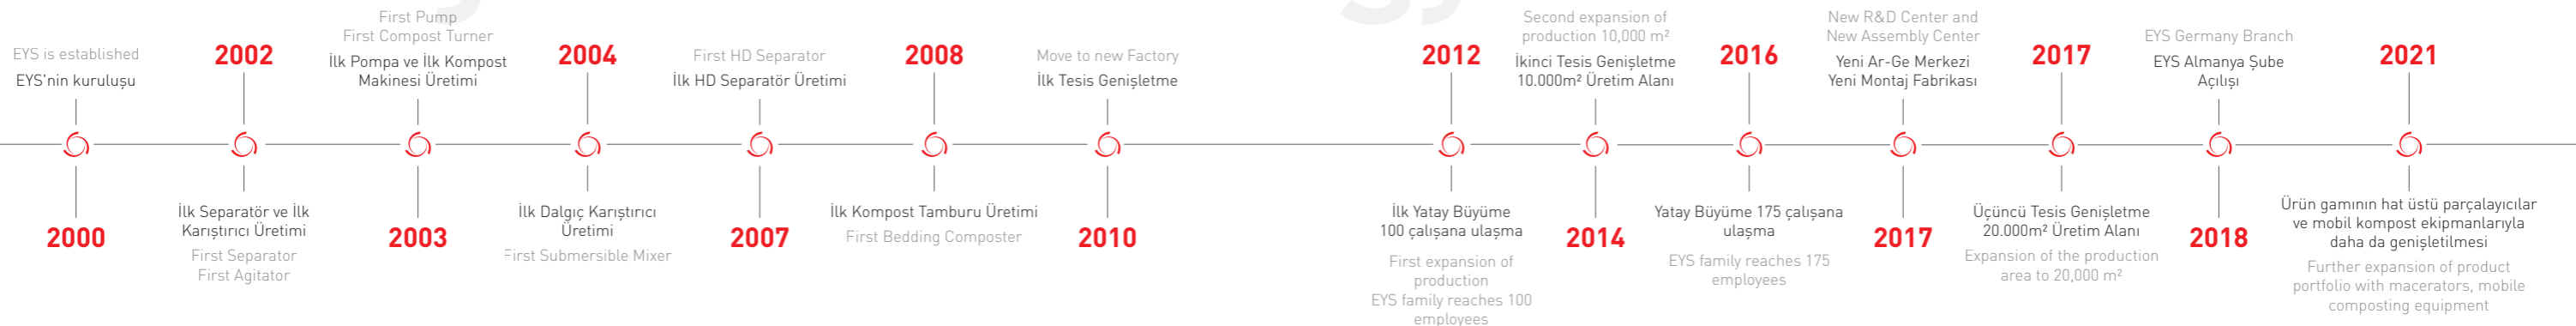 EYS is established
EYS'nin kuruluşu
2000
2002
İlk Separatör ve İlk
Karıştırıcı Üretimi
First Separator
First Agitator
First Pump
First Compost Turner
İlk Pompa ve İlk Kompost
Makinesi Üretimi
2003
2004
İlk Dalgıç Karıştırıcı
Üretimi
First Submersible Mixer
First HD Separator
İlk HD Separatör Üretimi
2007
2008
İlk Kompost Tamburu Üretimi
First Bedding Composter
Move to new Factory
İlk Tesis Genişletme
2010
2012
İlk Yatay Büyüme
100 çalışana ulaşma
First expansion of
production
EYS family reaches 100
employees
Second expansion of
production 10,000 m²
İkinci Tesis Genişletme
10.000m² Üretim Alanı
2014
2016
Yatay Büyüme 175 çalışana
ulaşma
EYS family reaches 175
employees
New R&D Center and
New Assembly Center
Yeni Ar-Ge Merkezi
Yeni Montaj Fabrikası
2017
2017
Üçüncü Tesis Genişletme
20.000m² Üretim Alanı
Expansion of the production
area to 20,000 m²
EYS Germany Branch
EYS Almanya Şube
Açılışı
2018
2021
Ürün gamının hat üstü parçalayıcılar
ve mobil kompost ekipmanlarıyla
daha da genişletilmesi
Further expansion of product
portfolio with macerators, mobile
composting equipment